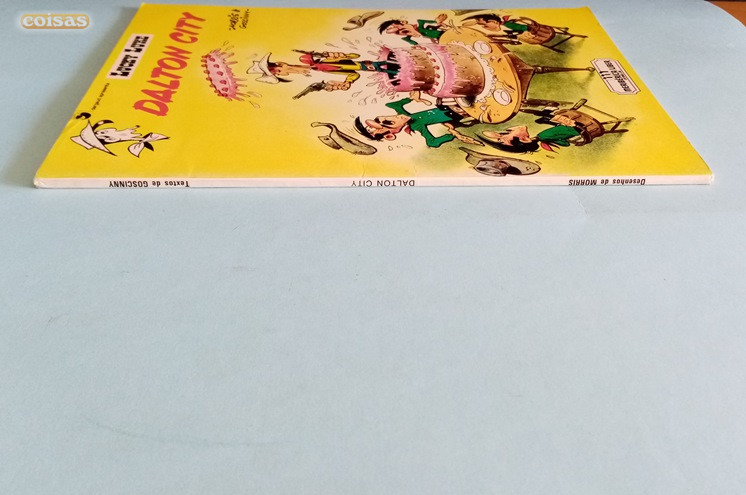 coisas
LUCKY LUKE
DALTON CITY
Textos de GOSCINNY
DALTON CITY
Desenhos de MORRIS